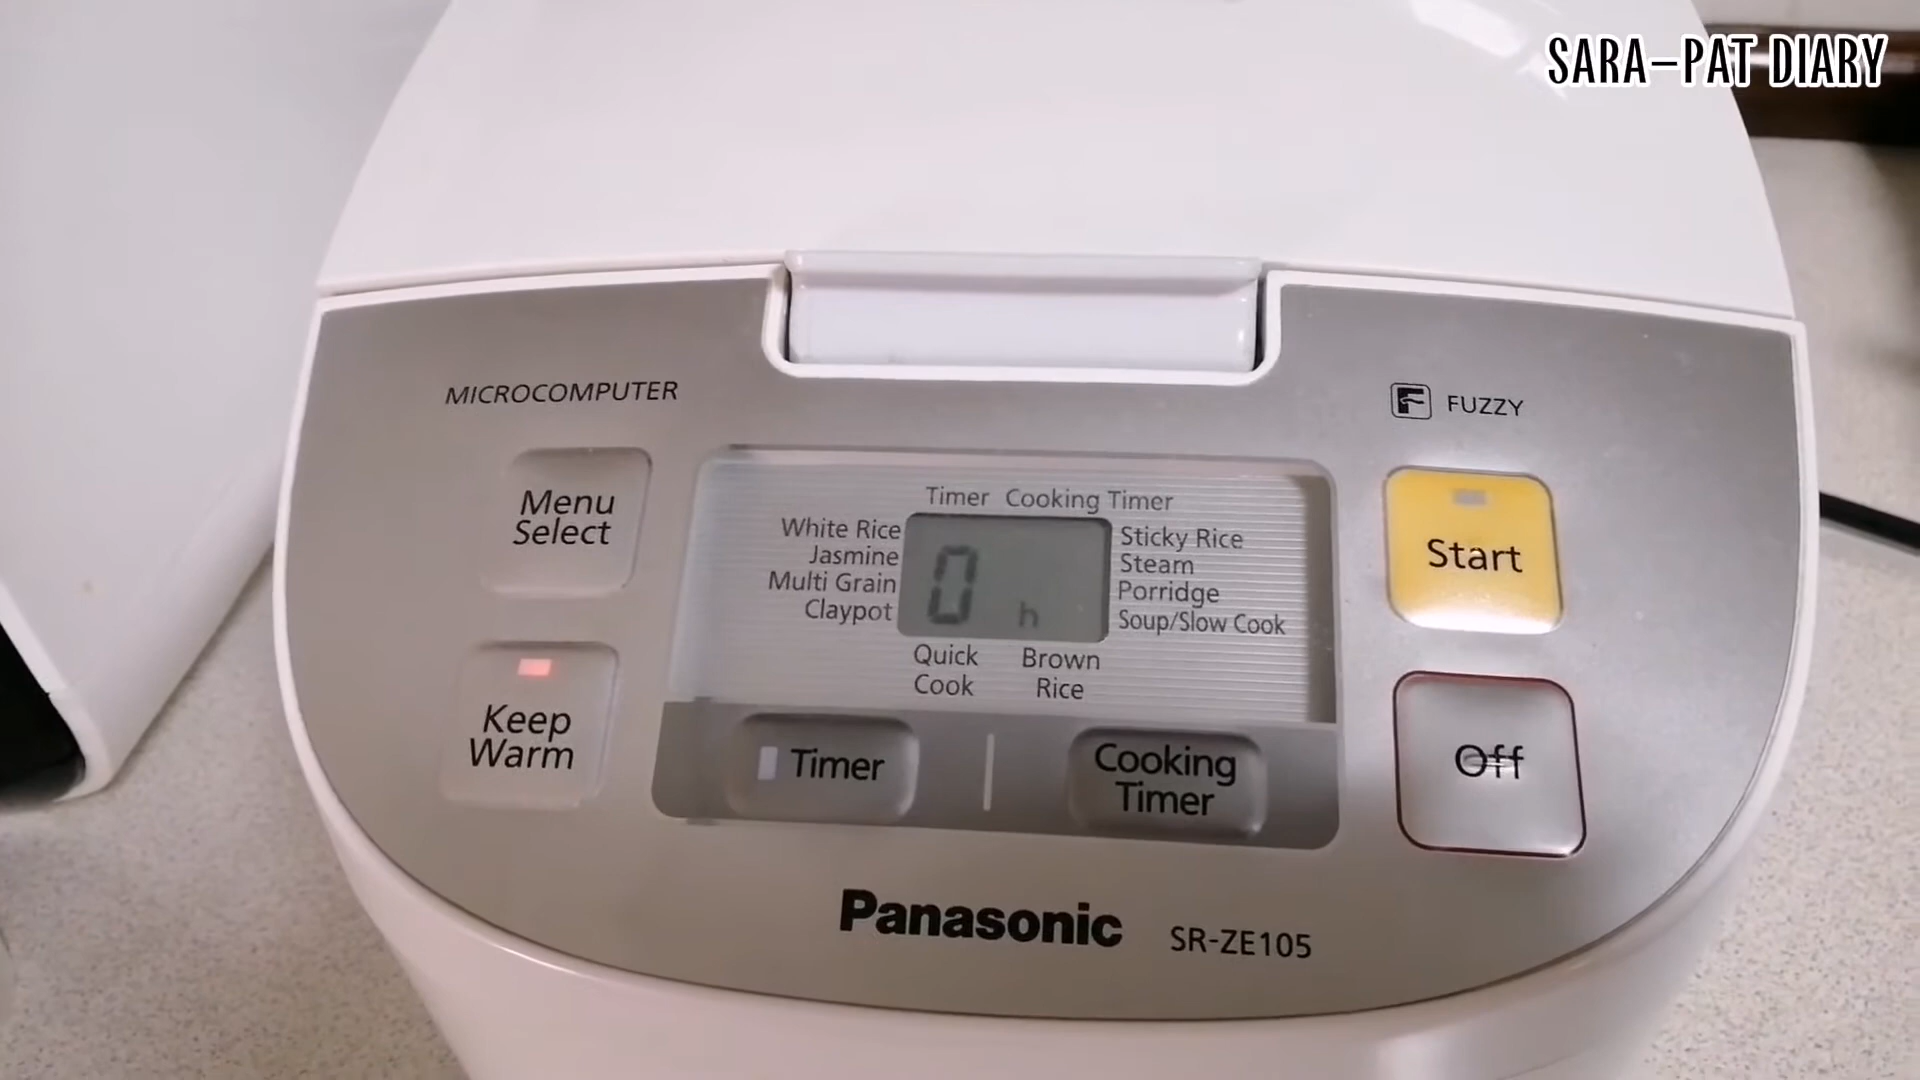 SARA-PAT DIARY
MICROCOMPUTER
F FUZZY
Menu
Select
Timer Cooking Timer
White Rice
Jasmine
Multi Grain
Claypot
0 h
Sticky Rice
Steam
Porridge
Soup/Slow Cook
Quick
Cook
Brown
Rice
Start
Keep
Warm
Timer
Cooking
Timer
Off
Panasonic SR-ZE105